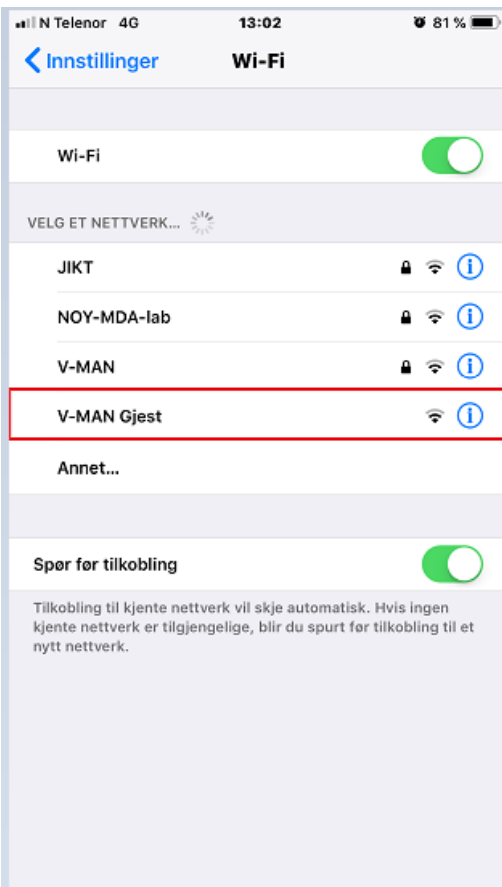 N Telenor 4G 13:02 81 %
Innstillinger Wi-Fi
Wi-Fi
VELG ET NETTVERK...
JIKT
NOY-MDA-lab
V-MAN
V-MAN Gjest
Annet...
Spør før tilkobling
Tilkobling til kjente nettverk vil skje automatisk. Hvis ingen
kjente nettverk er tilgjengelige, blir du spurt før tilkobling til et
nytt nettverk.